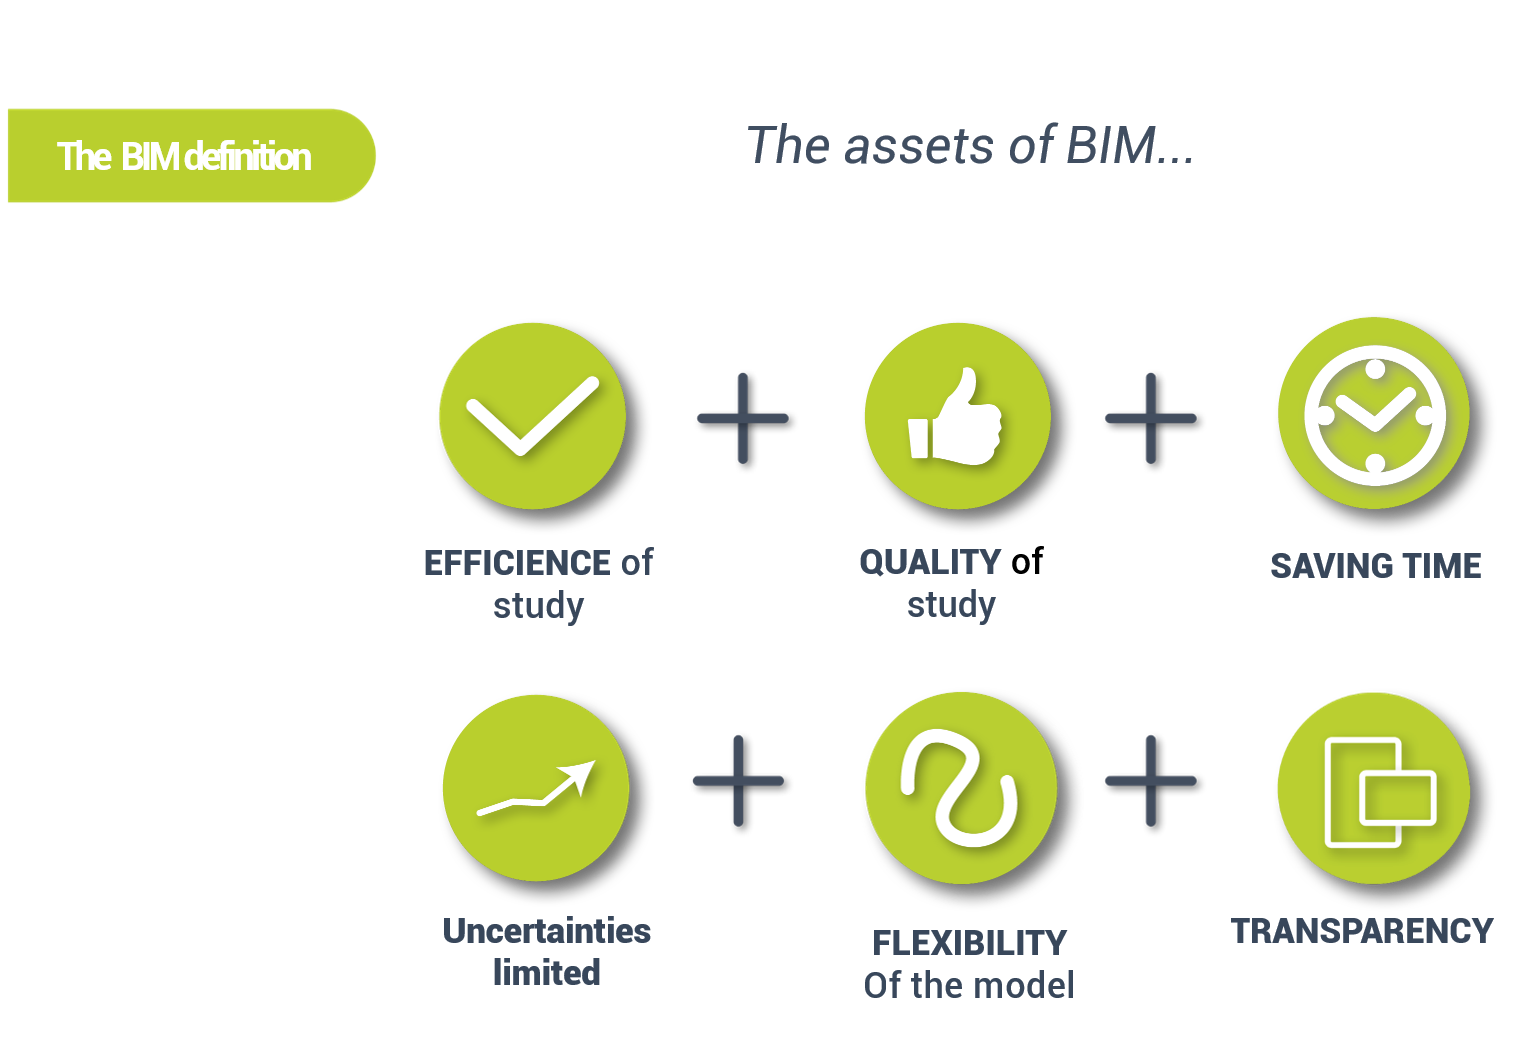 The BIM definition
The assets of BIM...
EFFICIENCE of
study
QUALITY of
study
SAVING TIME
Uncertainties
limited
FLEXIBILITY
Of the model
TRANSPARENCY